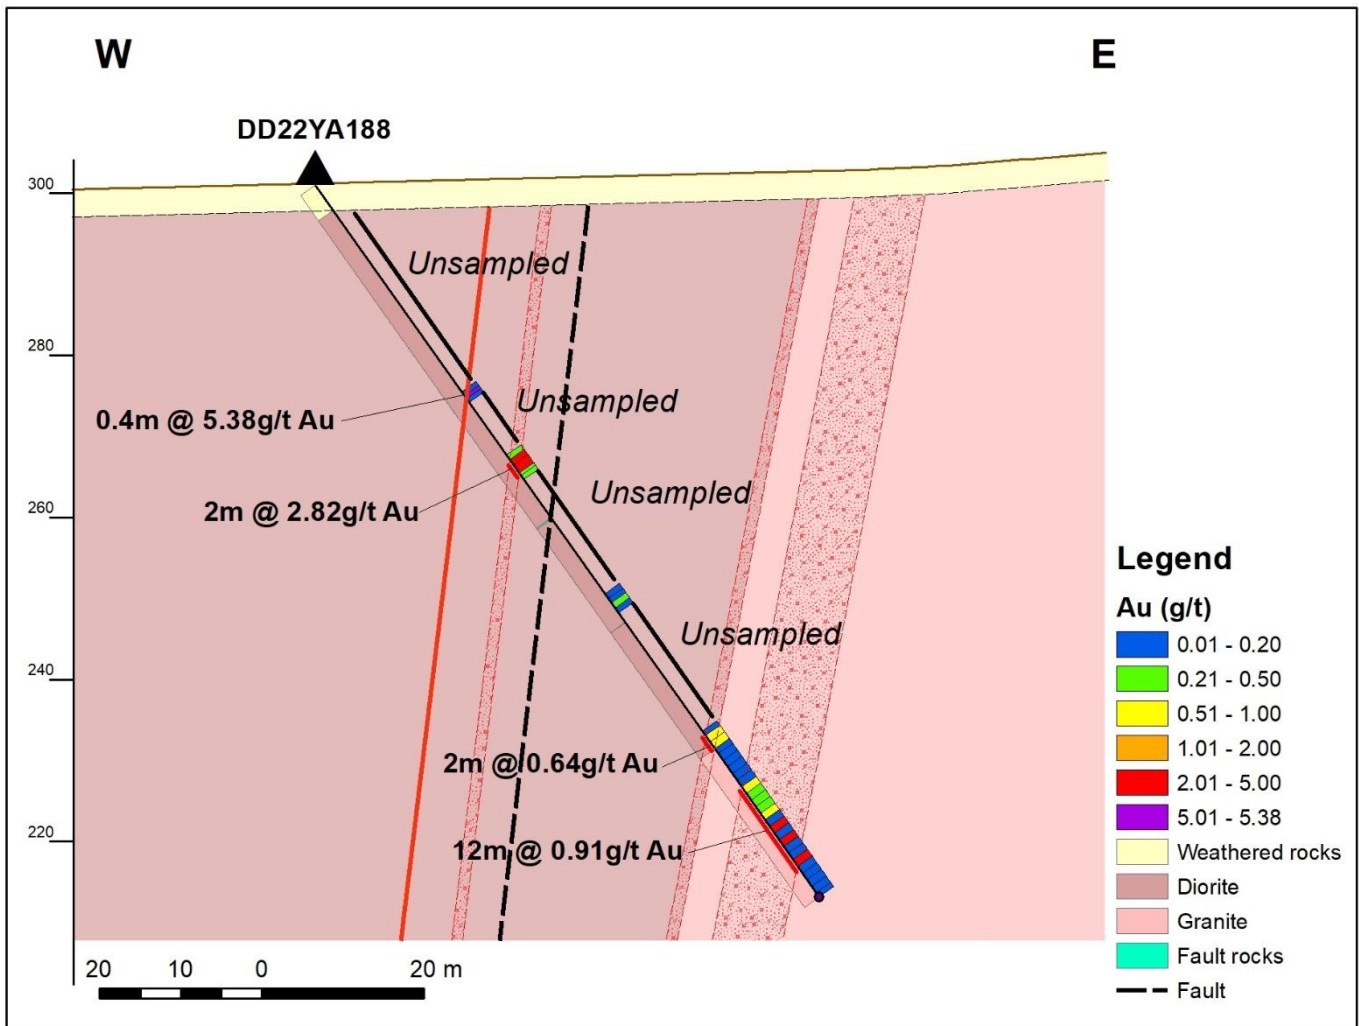 W
E
DD22YA188
300
Unsampled
280
Unsampled
0.4m @ 5.38g/t Au
Unsampled
2m @ 2.82g/t Au
260
Legend
Au (g/t)
Unsampled
0.01 - 0.20
240
0.21 - 0.50
0.51 - 1.00
1.01 - 2.00
2m @ 0.64g/t Au
2.01 - 5.00
5.01 - 5.38
220
12m @ 0.91g/t Au
Weathered rocks
Diorite
Granite
Fault rocks
Fault
20 10 0 20 m